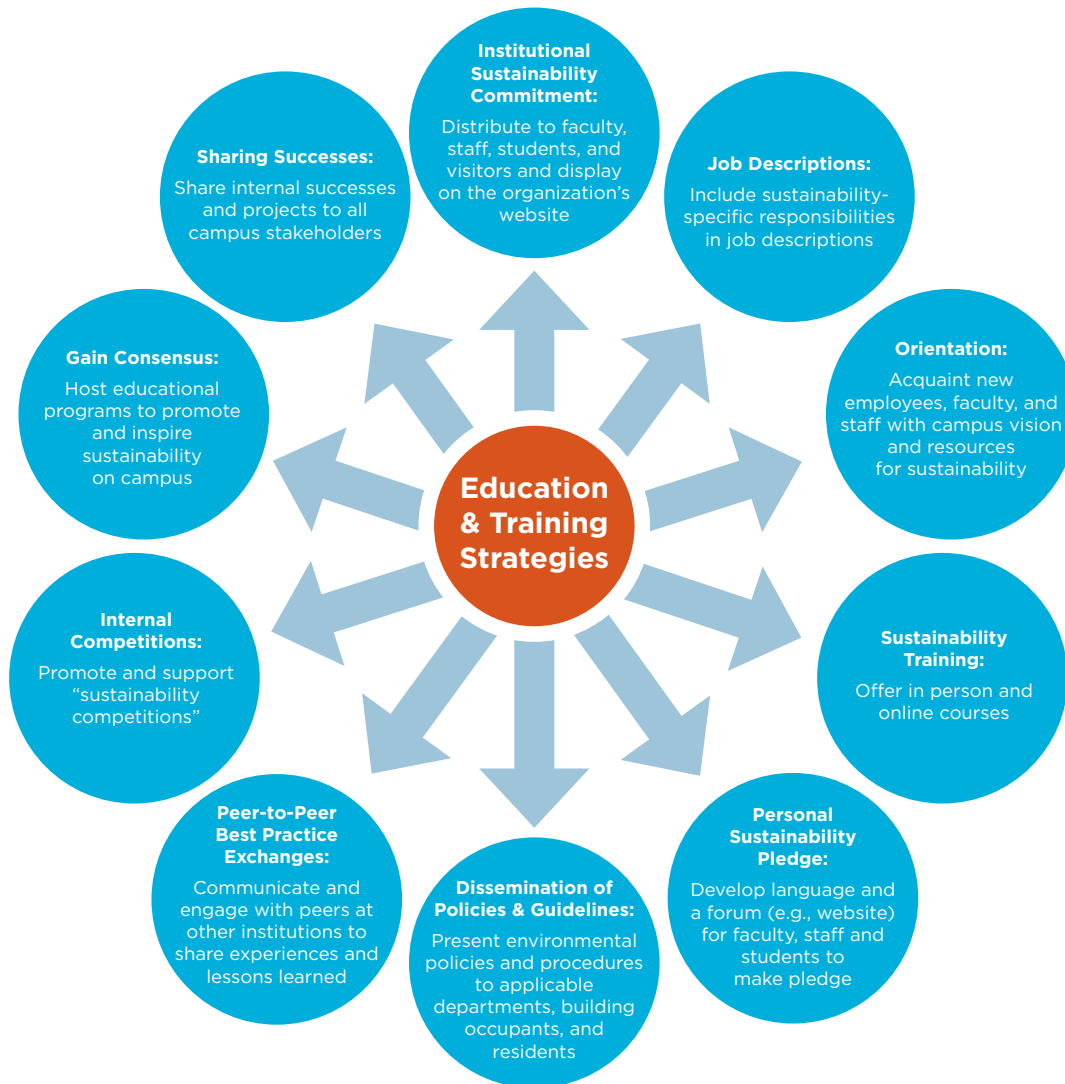 Institutional
Sustainability
Commitment:
Distribute to faculty,
staff, students, and
visitors and display
on the organization’s
website
Job Descriptions:
Include sustainability-
specific responsibilities
in job descriptions
Orientation:
Acquaint new
employees, faculty, and
staff with campus vision
and resources
for sustainability
Sustainability
Training:
Offer in person and
online courses
Personal
Sustainability
Pledge:
Develop language and
a forum (e.g., website)
for faculty, staff and
students to
make pledge
Dissemination of
Policies & Guidelines:
Present environmental
policies and procedures
to applicable
departments, building
occupants, and
residents
Peer-to-Peer
Best Practice
Exchanges:
Communicate and
engage with peers at
other institutions to
share experiences and
lessons learned
Internal
Competitions:
Promote and support
“sustainability
competitions”
Gain Consensus:
Host educational
programs to promote
and inspire
sustainability
on campus
Sharing Successes:
Share internal successes
and projects to all
campus stakeholders
Education
& Training
Strategies